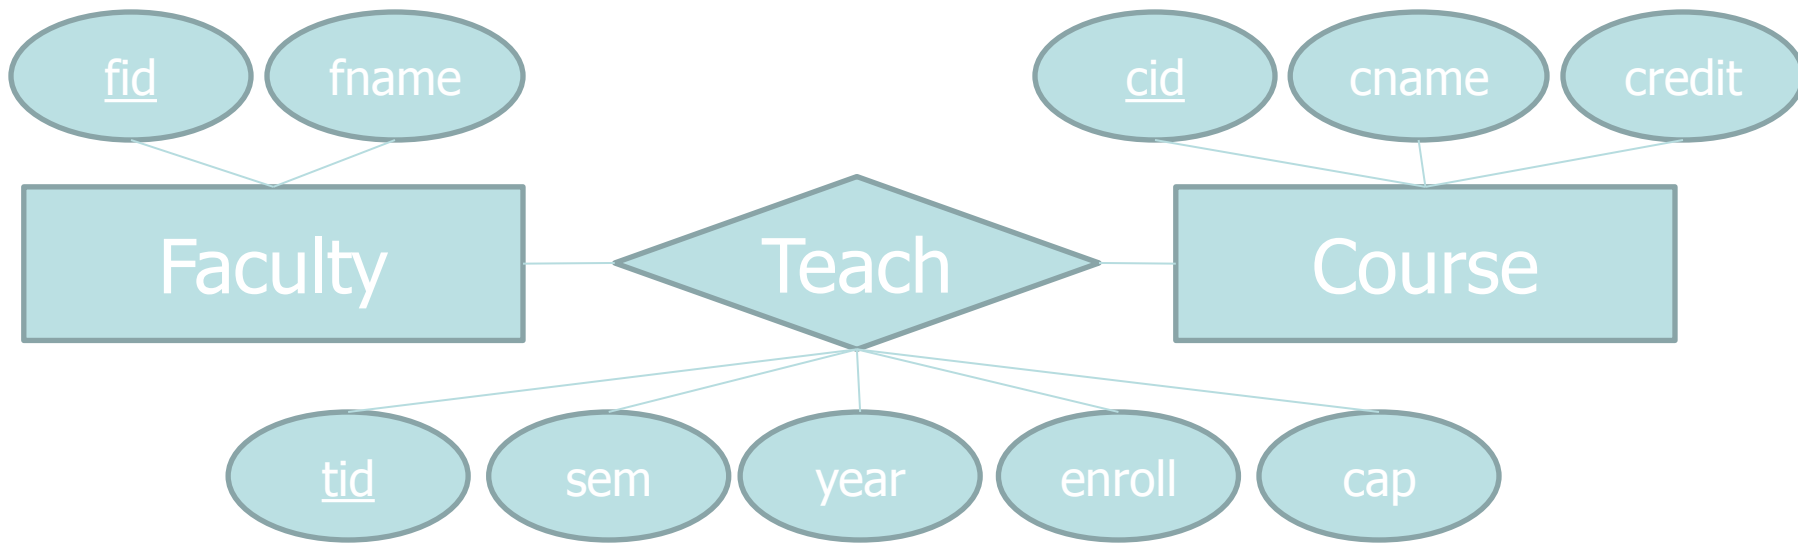 fid fname cid cname credit
Faculty Teach Course
tid sem year enroll cap